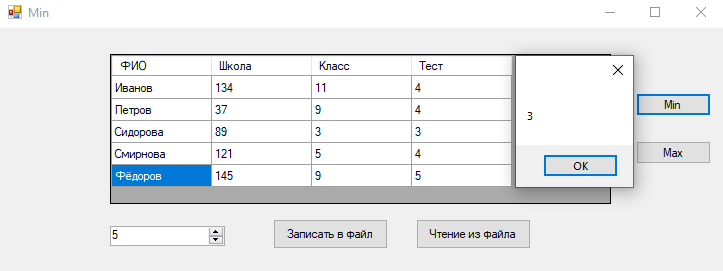 Min
ФИО Школа Класс Тест
Иванов 134 11 4
Петров 37 9 4
Сидорова 89 3 3
Смирнова 121 5 4
Фёдоров 145 9 5
3
OK
Min
Max
5
Записать в файл
Чтение из файла